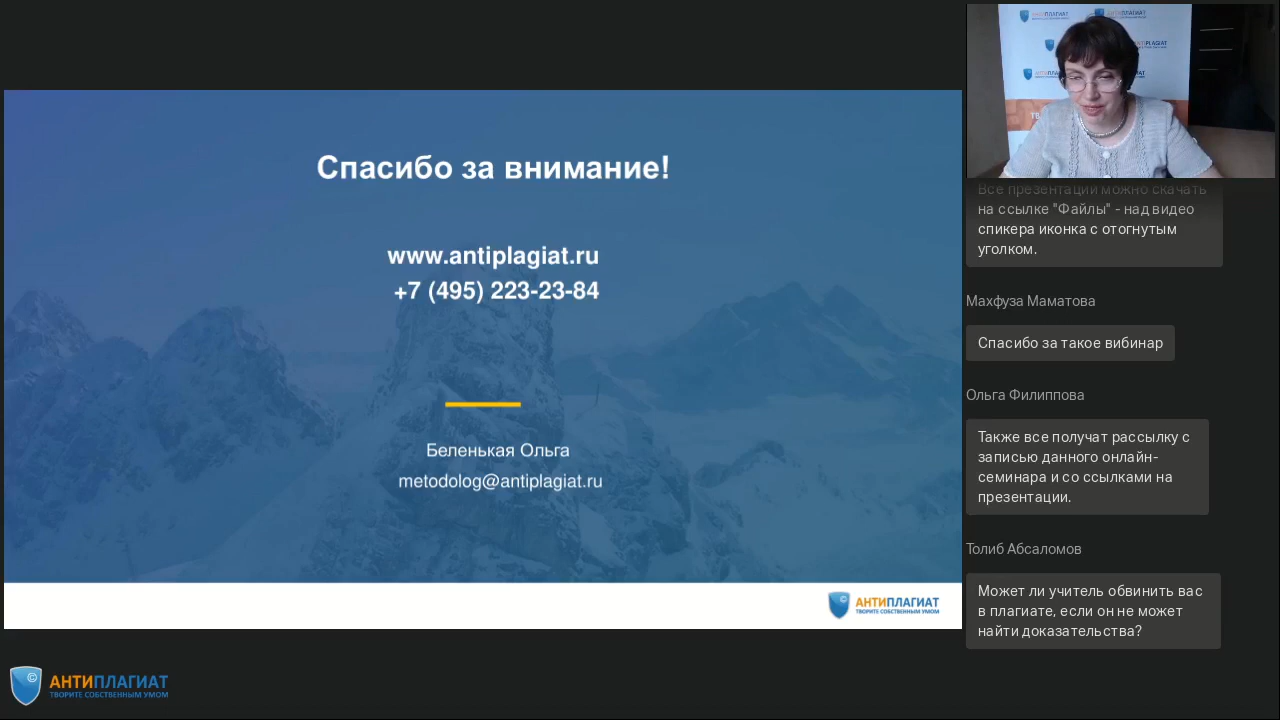 Спасибо за внимание!
www.antiplagiat.ru
+7 (495) 223-23-84
Беленькая Ольга
metodolog@antiplagiat.ru
АНТИПЛАГИАТ
ТВОРИТЕ СОБСТВЕННЫМ УМОМ
АНТИПЛАГИАТ
ТВОРИТЕ СОБСТВЕННЫМ УМОМ
Все презентации можно скачать
на ссылке "Файлы" - над видео
спикера иконка с отогнутым
уголком.
Махфуза Маматова
Спасибо за такое вибинар
Ольга Филиппова
Также все получат рассылку с
записью данного онлайн-
семинара и со ссылками на
презентации.
Толиб Абсаломов
Может ли учитель обвинить вас
в плагиате, если он не может
найти доказательства?